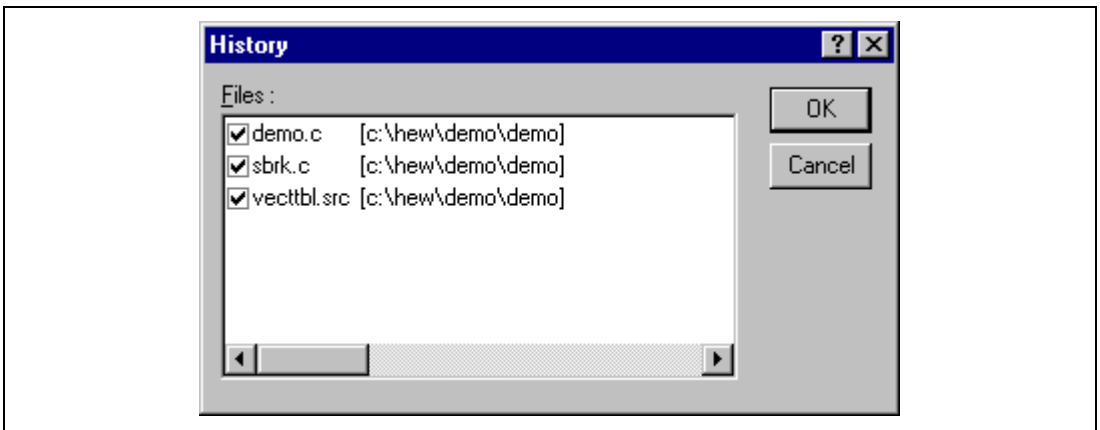 History
Files :
OK
demo.c [c:\hew\demo\demo]
sbrk.c [c:\hew\demo\demo]
Cancel
vecttbl.src [c:\hew\demo\demo]